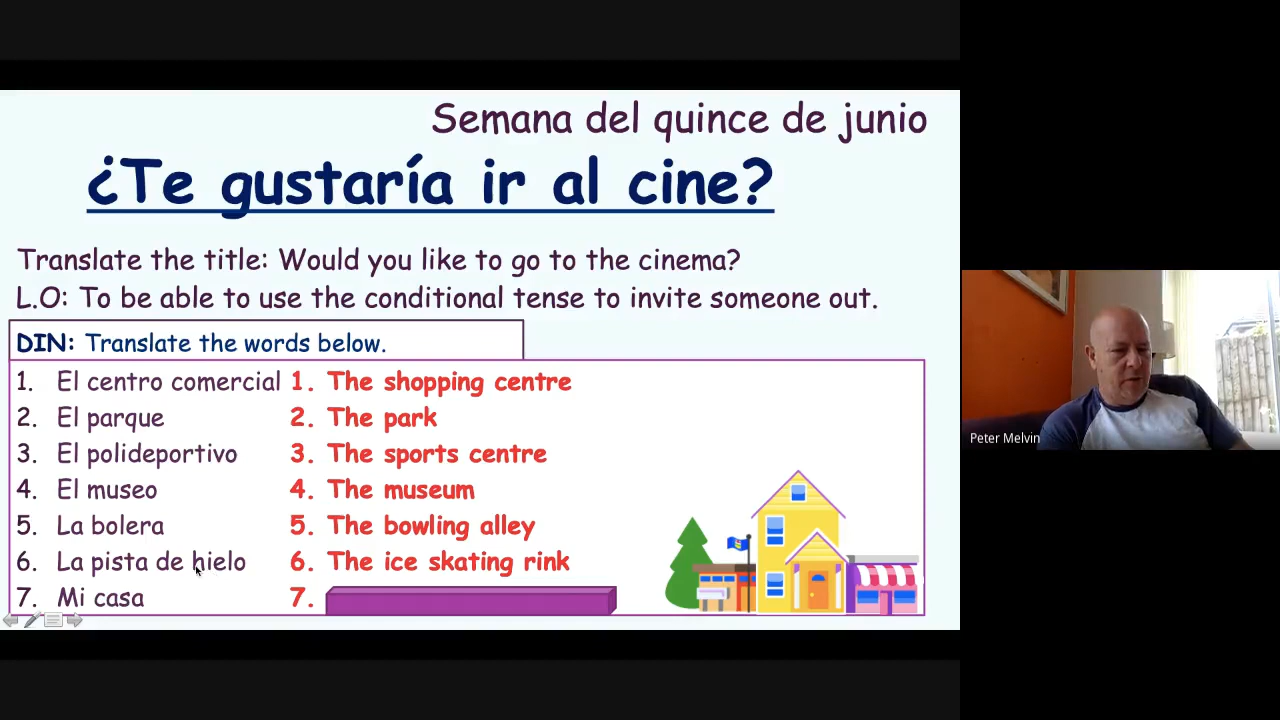 Semana del quince de junio
¿Te gustaría ir al cine?
Translate the title: Would you like to go to the cinema?
L.O: To be able to use the conditional tense to invite someone out.
DIN: Translate the words below.
1. El centro comercial 1. The shopping centre
2. El parque 2. The park
3. El polideportivo 3. The sports centre
4. El museo 4. The museum
5. La bolera 5. The bowling alley
6. La pista de hielo 6. The ice skating rink
7. Mi casa 7.
Peter Melvin